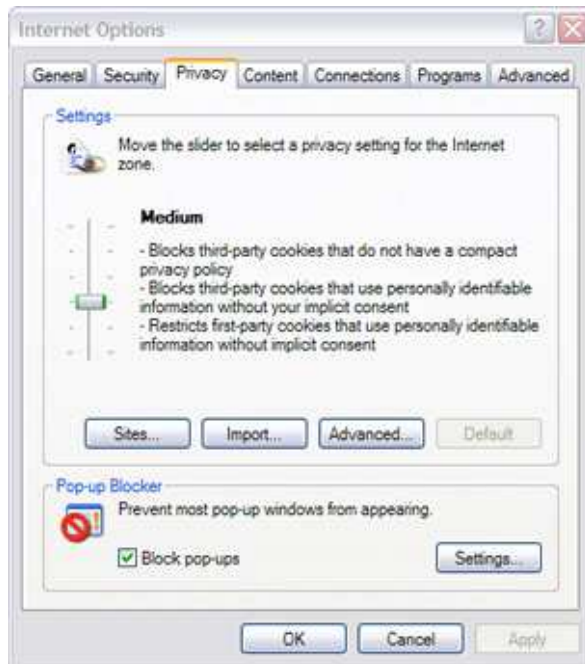 Internet Options
General Security Privacy Content Connections Programs Advanced
Settings
Move the slider to select a privacy setting for the Internet
zone.
Medium
- Blocks third-party cookies that do not have a compact
privacy policy
- Blocks third-party cookies that use personally identifiable
information without your implicit consent
- Restricts first-party cookies that use personally identifiable
information without implicit consent
Sites... Import... Advanced... Default
Pop-up Blocker
Prevent most pop-up windows from appearing.
Block pop-ups Settings...
OK Cancel Apply